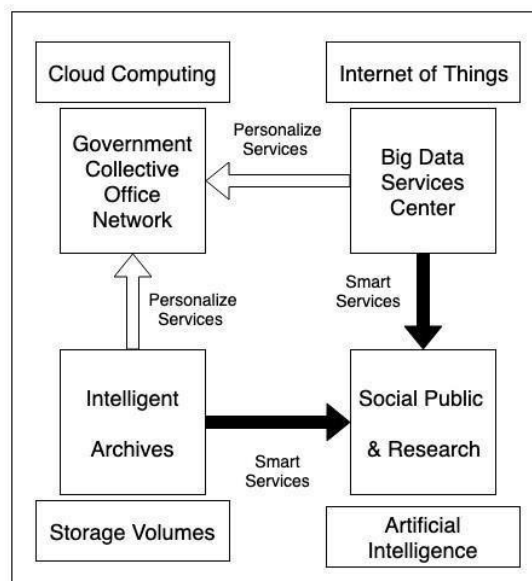 Cloud Computing
Internet of Things
Government
Collective
Office
Network
Personalize
Services
Big Data
Services
Center
Smart
Services
Personalize
Services
Intelligent
Archives
Smart
Services
Social Public
& Research
Storage Volumes
Artificial
Intelligence